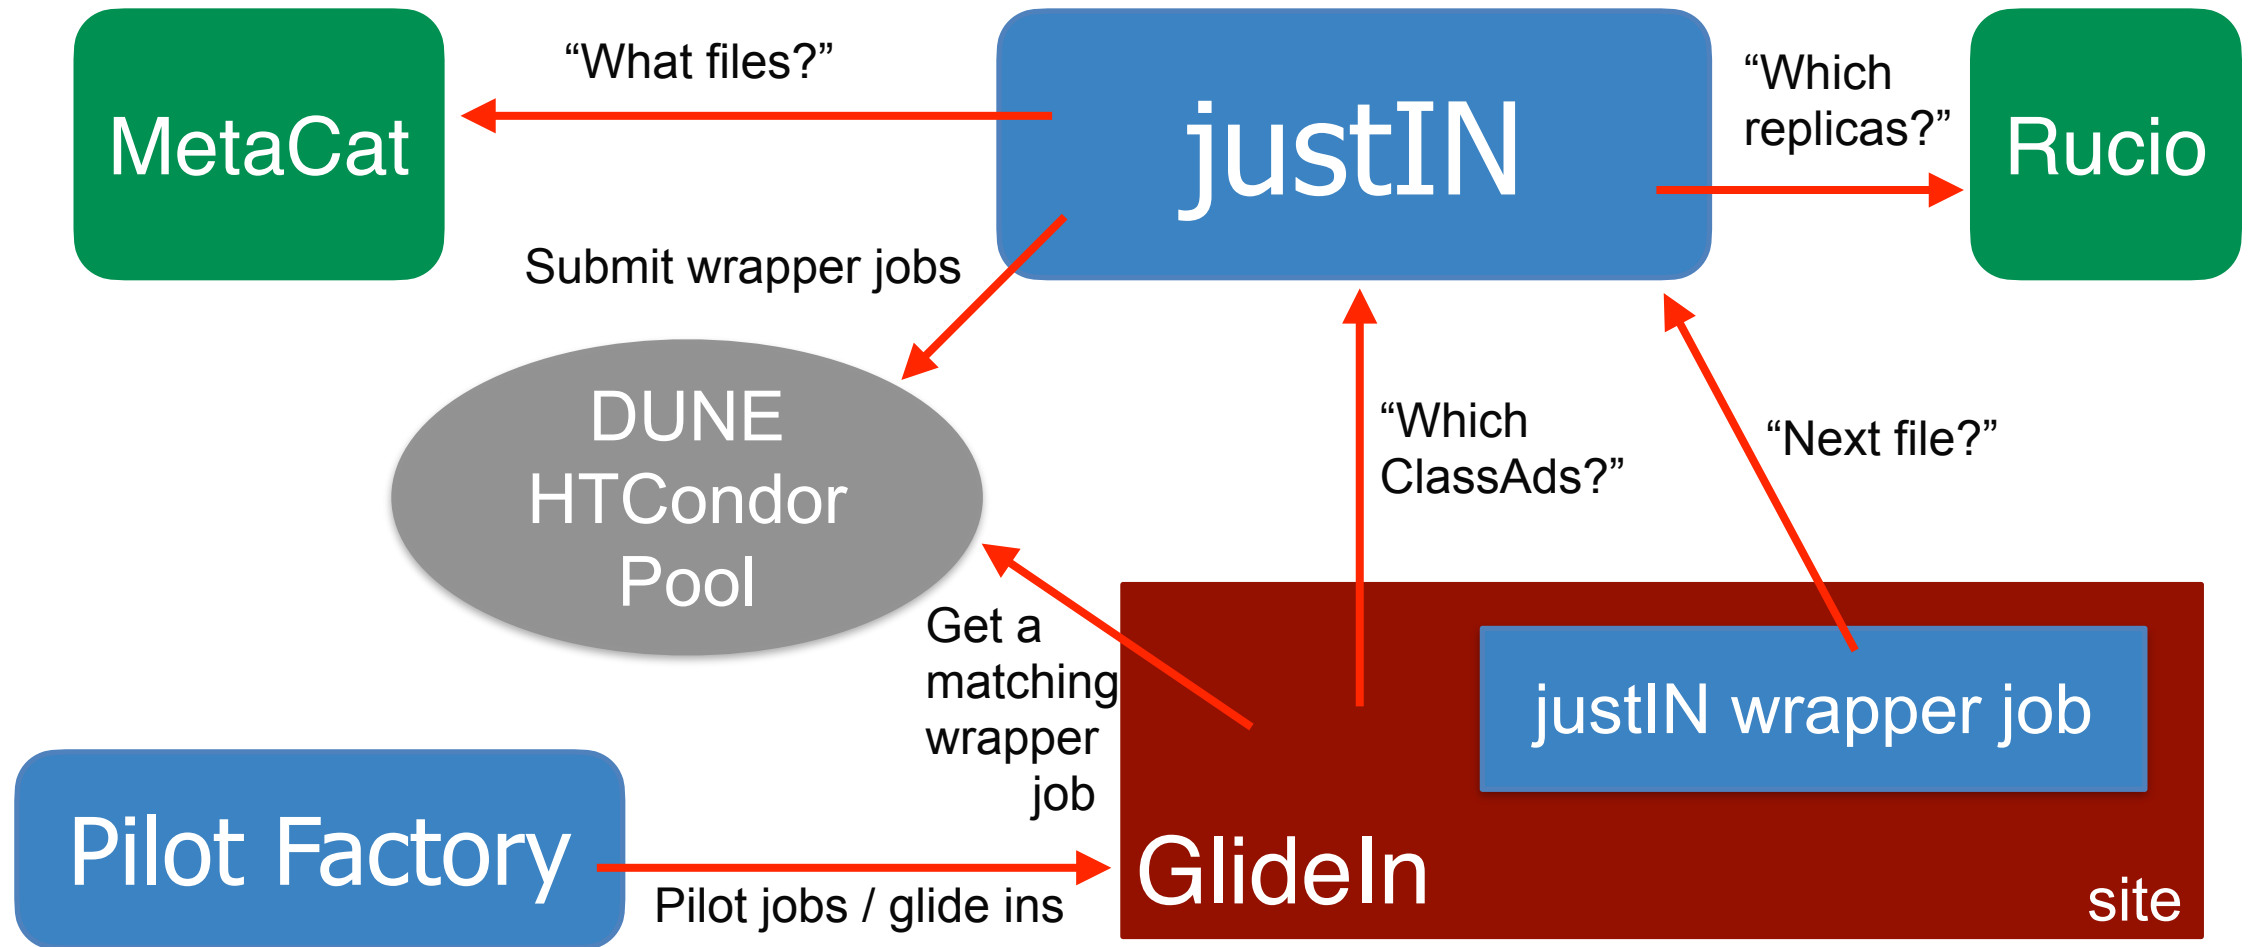 MetaCat
“What files?”
justIN
“Which
replicas?”
Rucio
Submit wrapper jobs
DUNE
HTCondor
Pool
“Which
ClassAds?”
“Next file?”
Get a
matching
wrapper
job
justIN wrapper job
Pilot Factory
Pilot jobs / glide ins
GlideIn
site